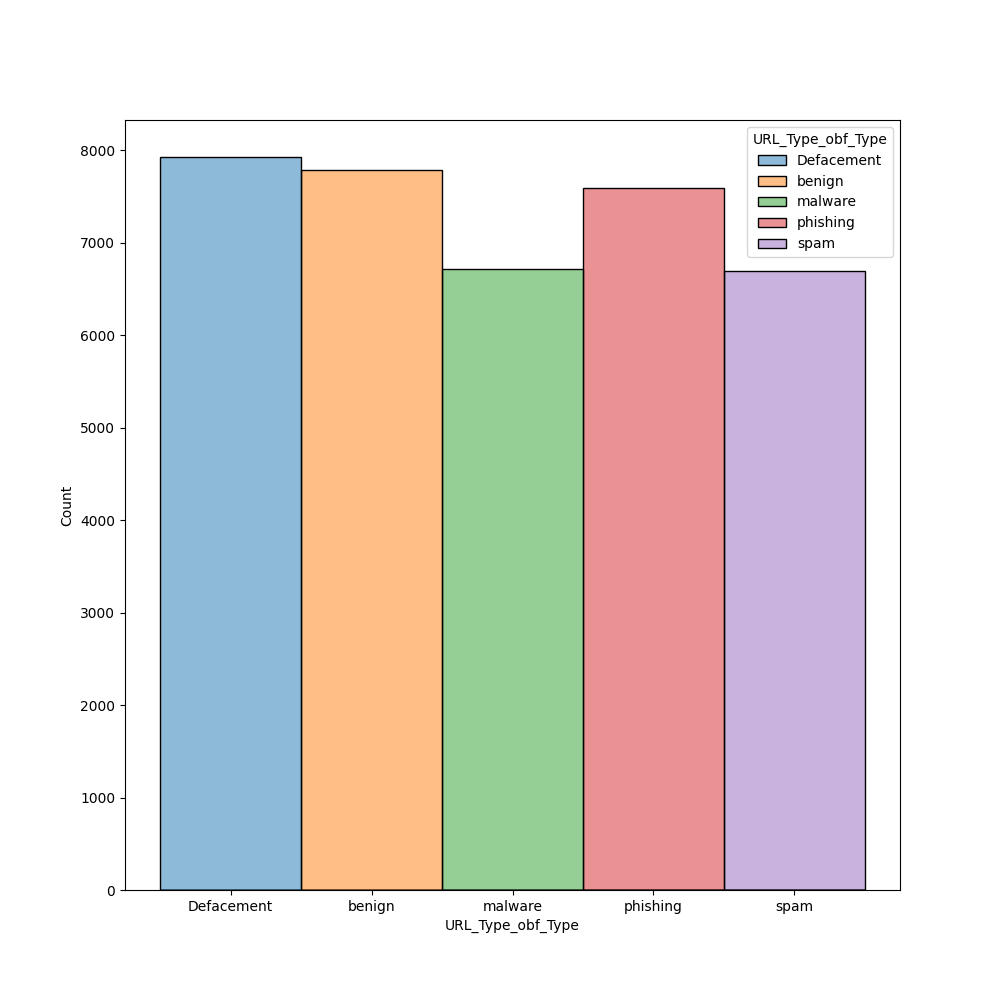 URL_Type_obf_Type
Defacement
benign
malware
phishing
spam
8000
7000
6000
5000
4000
3000
2000
1000
0
Count
Defacement benign malware phishing spam
URL_Type_obf_Type